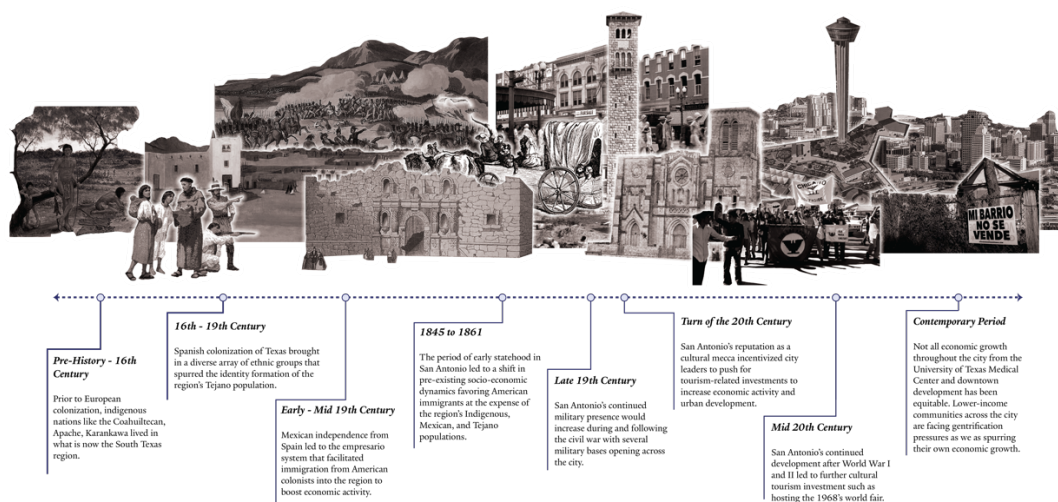 MI BARRIO
NO SE
VENDE
Pre-History - 16th
Century
Prior to European
colonization, indigenous
nations like the Coahuiltecan,
Apache, Karankawa lived in
what is now the South Texas
region.
16th - 19th Century
Spanish colonization of Texas brought
in a diverse array of ethnic groups that
spurred the identity formation of the
region's Tejano population.
Early - Mid 19th Century
Mexican independence from
Spain led to the empresario
system that facilitated
immigration from American
colonists into the region to
boost economic activity.
1845 to 1861
The period of early statehood in
San Antonio led to a shift in
pre-existing socio-economic
dynamics favoring American
immigrants at the expense of
the region's Indigenous,
Mexican, and Tejano
populations.
Late 19th Century
San Antonio's continued
military presence would
increase during and following
the civil war with several
military bases opening across
the city.
Turn of the 20th Century
San Antonio's reputation as a
cultural mecca incentivized city
leaders to push for
tourism-related investments to
increase economic activity and
urban development.
Mid 20th Century
San Antonio's continued
development after World War I
and II led to further cultural
tourism investment such as
hosting the 1968's world fair.
Contemporary Period
Not all economic growth
throughout the city from the
University of Texas Medical
Center and downtown
development has been
equitable. Lower-income
communities across the city
are facing gentrification
pressures as we as spurring
their own economic growth.